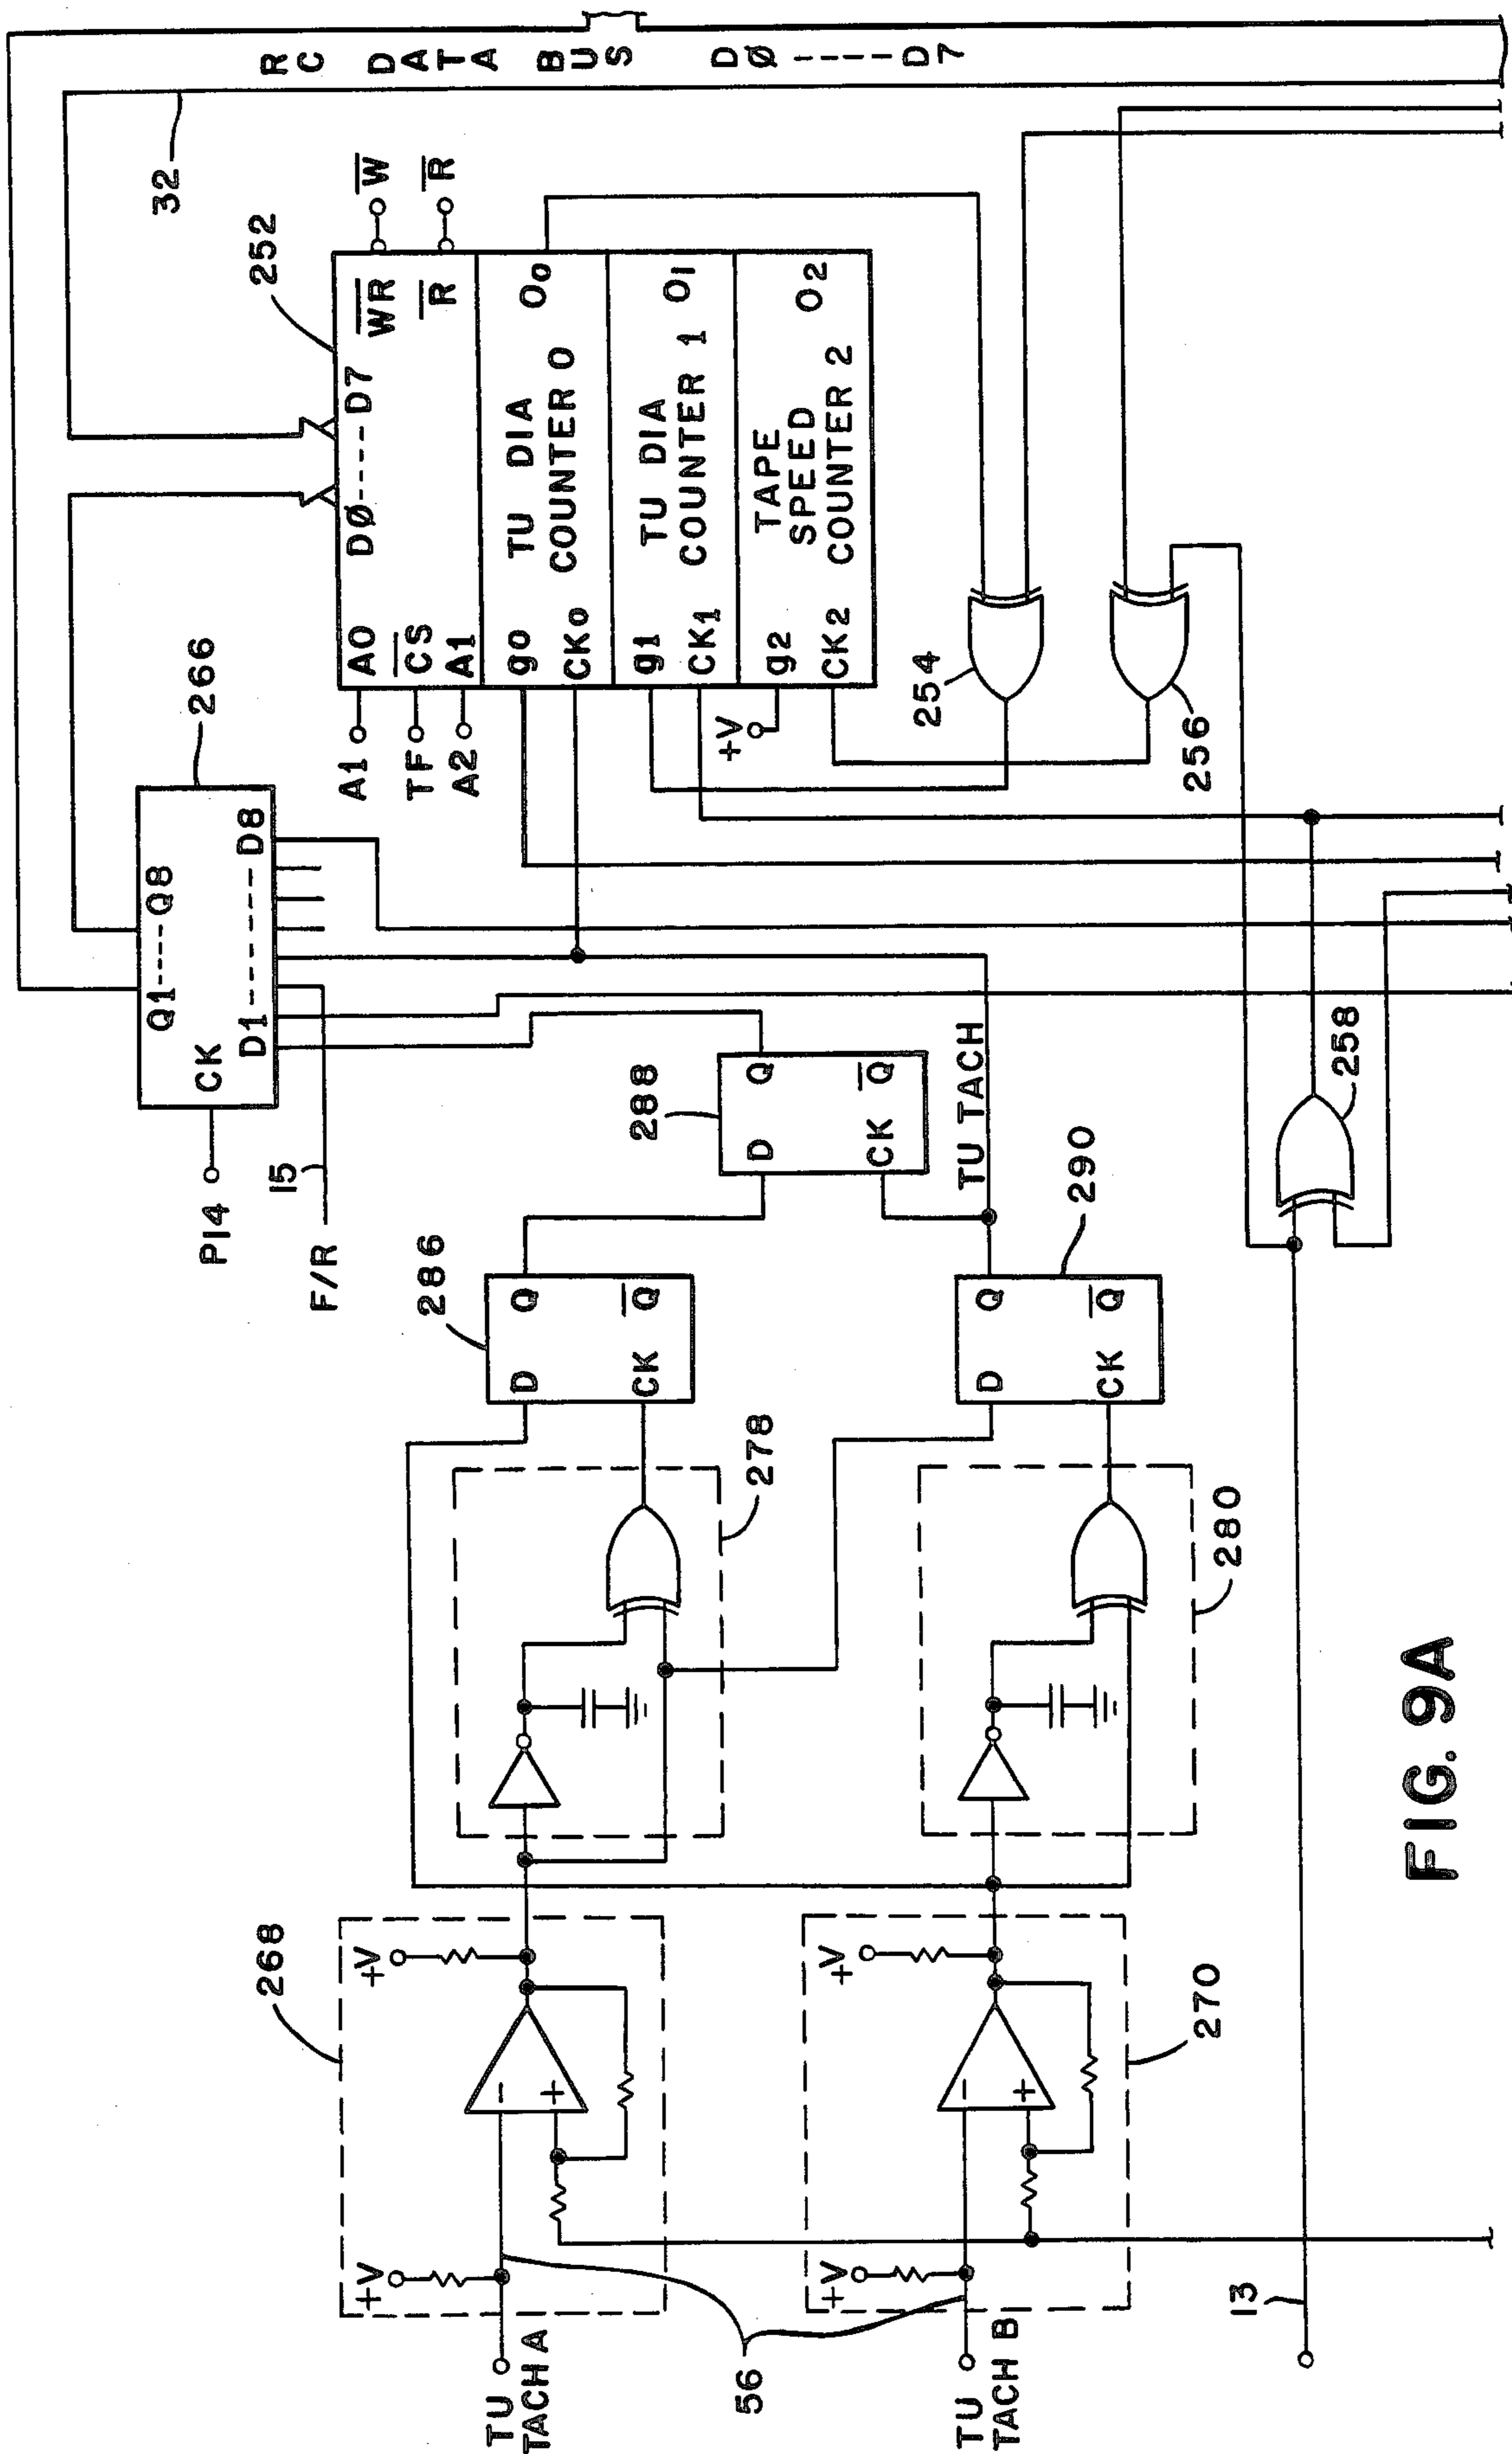 RC DATA BUS DØ-----D7
32
266
Q1----Q8
CK
D1-------D8
P14
15
F/R
252
DØ----D7
A1
A0
TF
CS
A2
A1
WR
W
R
R
g0
TU DIA
COUNTER 0
O0
CK0
g1
TU DIA
COUNTER 1
O1
CK1
+V
g2
TAPE
SPEED
COUNTER 2
O2
CK2
254
256
258
288
D
Q
CK
Q
TU TACH
286
D
Q
CK
Q
290
D
Q
CK
Q
278
280
268
+V
+V
−
+
270
+V
+V
−
+
TU
TACH A
56
TU
TACH B
13
FIG. 9A